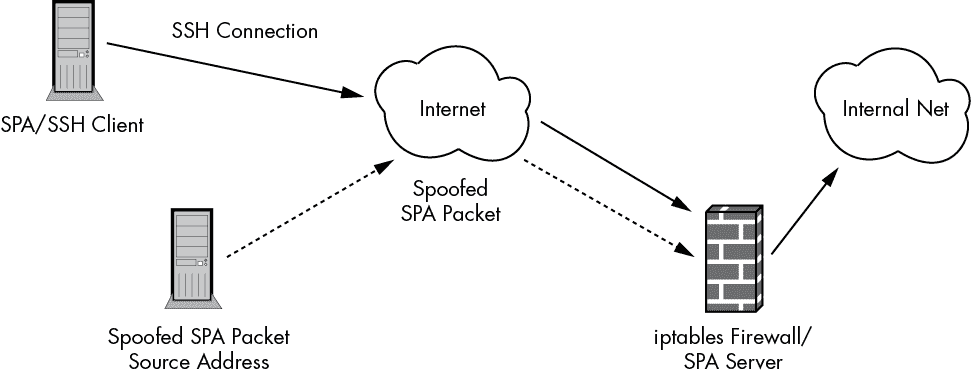 SSH Connection
SPA/SSH Client
Internet
Internal Net
Spoofed
SPA Packet
Spoofed SPA Packet
Source Address
iptables Firewall/
SPA Server